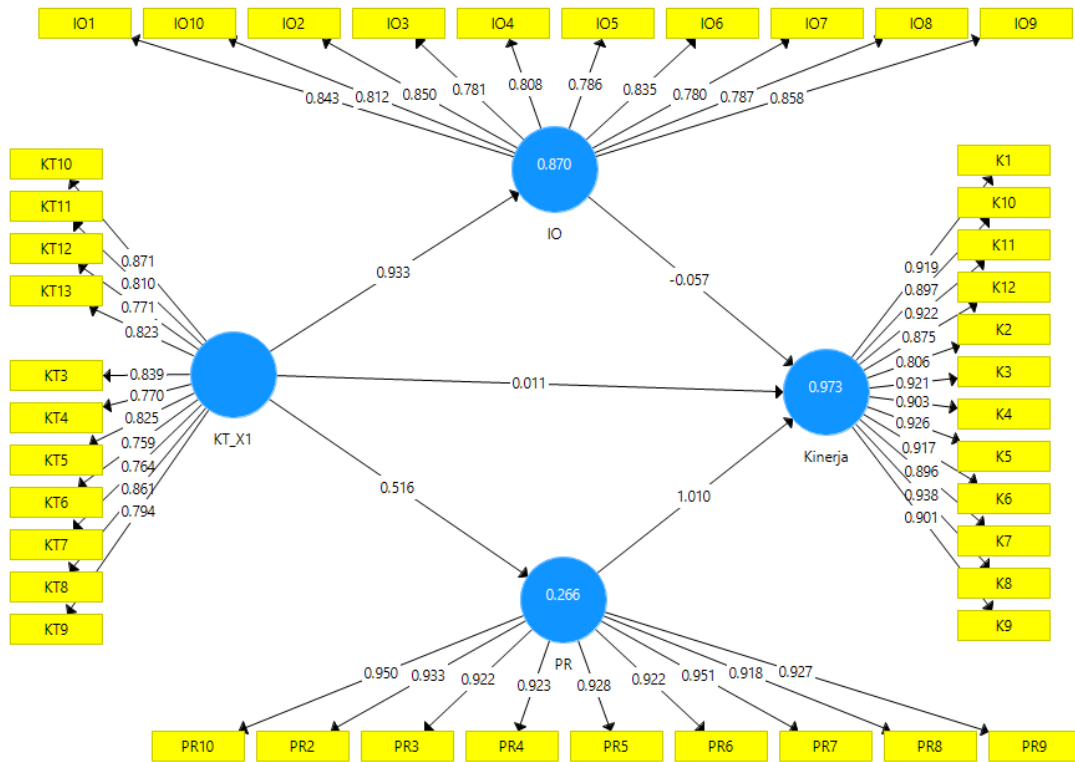 IO1 IO10 IO2 IO3 IO4 IO5 IO6 IO7 IO8 IO9
0.843 0.812 0.850 0.781 0.808 0.786 0.835 0.780 0.787 0.858
0.870
IO
KT10
KT11
KT12
KT13
KT3
KT4
KT5
KT6
KT7
KT8
KT9
0.871
0.810
0.771
0.823
0.839
0.770
0.825
0.759
0.764
0.861
0.794
KT_X1
0.933
-0.057
0.011
0.516
1.010
0.973
Kinerja
0.919
0.897
0.922
0.875
0.806
0.921
0.903
0.926
0.917
0.896
0.938
0.901
K1
K10
K11
K12
K2
K3
K4
K5
K6
K7
K8
K9
0.266
PR
0.950 0.933 0.922 0.923 0.928 0.922 0.951 0.918 0.927
PR10 PR2 PR3 PR4 PR5 PR6 PR7 PR8 PR9